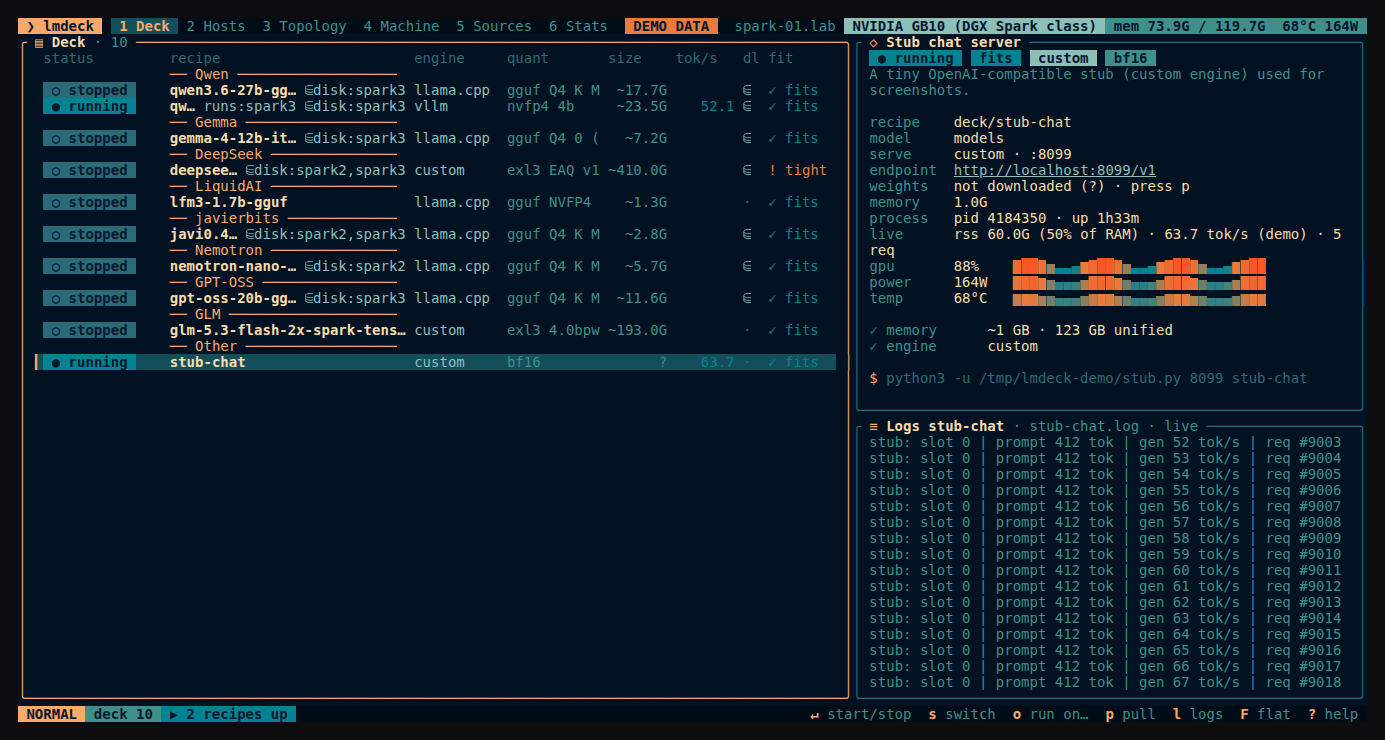 ❯ lmdeck 1 Deck 2 Hosts 3 Topology 4 Machine 5 Sources 6 Stats DEMO DATA spark-01.lab NVIDIA GB10 (DGX Spark class) mem 73.9G / 119.7G 68°C 164W
▤ Deck · 10
status recipe engine quant size tok/s dl fit
── Qwen
○ stopped qwen3.6-27b-gg… ⛁disk:spark3 llama.cpp gguf Q4 K M ~17.7G ⛁ ✓ fits
● running qw… runs:spark3 ⛁disk:spark3 vllm nvfp4 4b ~23.5G 52.1 ⛁ ✓ fits
── Gemma
○ stopped gemma-4-12b-it… ⛁disk:spark3 llama.cpp gguf Q4 0 ( ~7.2G ⛁ ✓ fits
── DeepSeek
○ stopped deepsee… ⛁disk:spark2,spark3 custom exl3 EAQ v1 ~410.0G ⛁ ! tight
── LiquidAI
○ stopped lfm3-1.7b-gguf llama.cpp gguf NVFP4 ~1.3G · ✓ fits
── javierbits
○ stopped javi0.4… ⛁disk:spark2,spark3 llama.cpp gguf Q4 K M ~2.8G ⛁ ✓ fits
── Nemotron
○ stopped nemotron-nano-… ⛁disk:spark2 llama.cpp gguf Q4 K M ~5.7G ⛁ ✓ fits
── GPT-OSS
○ stopped gpt-oss-20b-gg… ⛁disk:spark3 llama.cpp gguf Q4 K M ~11.6G ⛁ ✓ fits
── GLM
○ stopped glm-5.3-flash-2x-spark-tens… custom exl3 4.0bpw ~193.0G · ✓ fits
── Other
● running stub-chat custom bf16 ? 63.7 · ✓ fits
◇ Stub chat server
● running fits custom bf16
A tiny OpenAI-compatible stub (custom engine) used for
screenshots.
recipe deck/stub-chat
model models
serve custom · :8099
endpoint http://localhost:8099/v1
weights not downloaded (?) · press p
memory 1.0G
process pid 4184350 · up 1h33m
live rss 60.0G (50% of RAM) · 63.7 tok/s (demo) · 5
req
gpu 88%
power 164W
temp 68°C
✓ memory ~1 GB · 123 GB unified
✓ engine custom
$ python3 -u /tmp/lmdeck-demo/stub.py 8099 stub-chat
≡ Logs stub-chat · stub-chat.log · live
stub: slot 0 | prompt 412 tok | gen 52 tok/s | req #9003
stub: slot 0 | prompt 412 tok | gen 53 tok/s | req #9004
stub: slot 0 | prompt 412 tok | gen 54 tok/s | req #9005
stub: slot 0 | prompt 412 tok | gen 55 tok/s | req #9006
stub: slot 0 | prompt 412 tok | gen 56 tok/s | req #9007
stub: slot 0 | prompt 412 tok | gen 57 tok/s | req #9008
stub: slot 0 | prompt 412 tok | gen 58 tok/s | req #9009
stub: slot 0 | prompt 412 tok | gen 59 tok/s | req #9010
stub: slot 0 | prompt 412 tok | gen 60 tok/s | req #9011
stub: slot 0 | prompt 412 tok | gen 61 tok/s | req #9012
stub: slot 0 | prompt 412 tok | gen 62 tok/s | req #9013
stub: slot 0 | prompt 412 tok | gen 63 tok/s | req #9014
stub: slot 0 | prompt 412 tok | gen 64 tok/s | req #9015
stub: slot 0 | prompt 412 tok | gen 65 tok/s | req #9016
stub: slot 0 | prompt 412 tok | gen 66 tok/s | req #9017
stub: slot 0 | prompt 412 tok | gen 67 tok/s | req #9018
NORMAL deck 10 ▶ 2 recipes up ↵ start/stop s switch o run on… p pull l logs F flat ? help